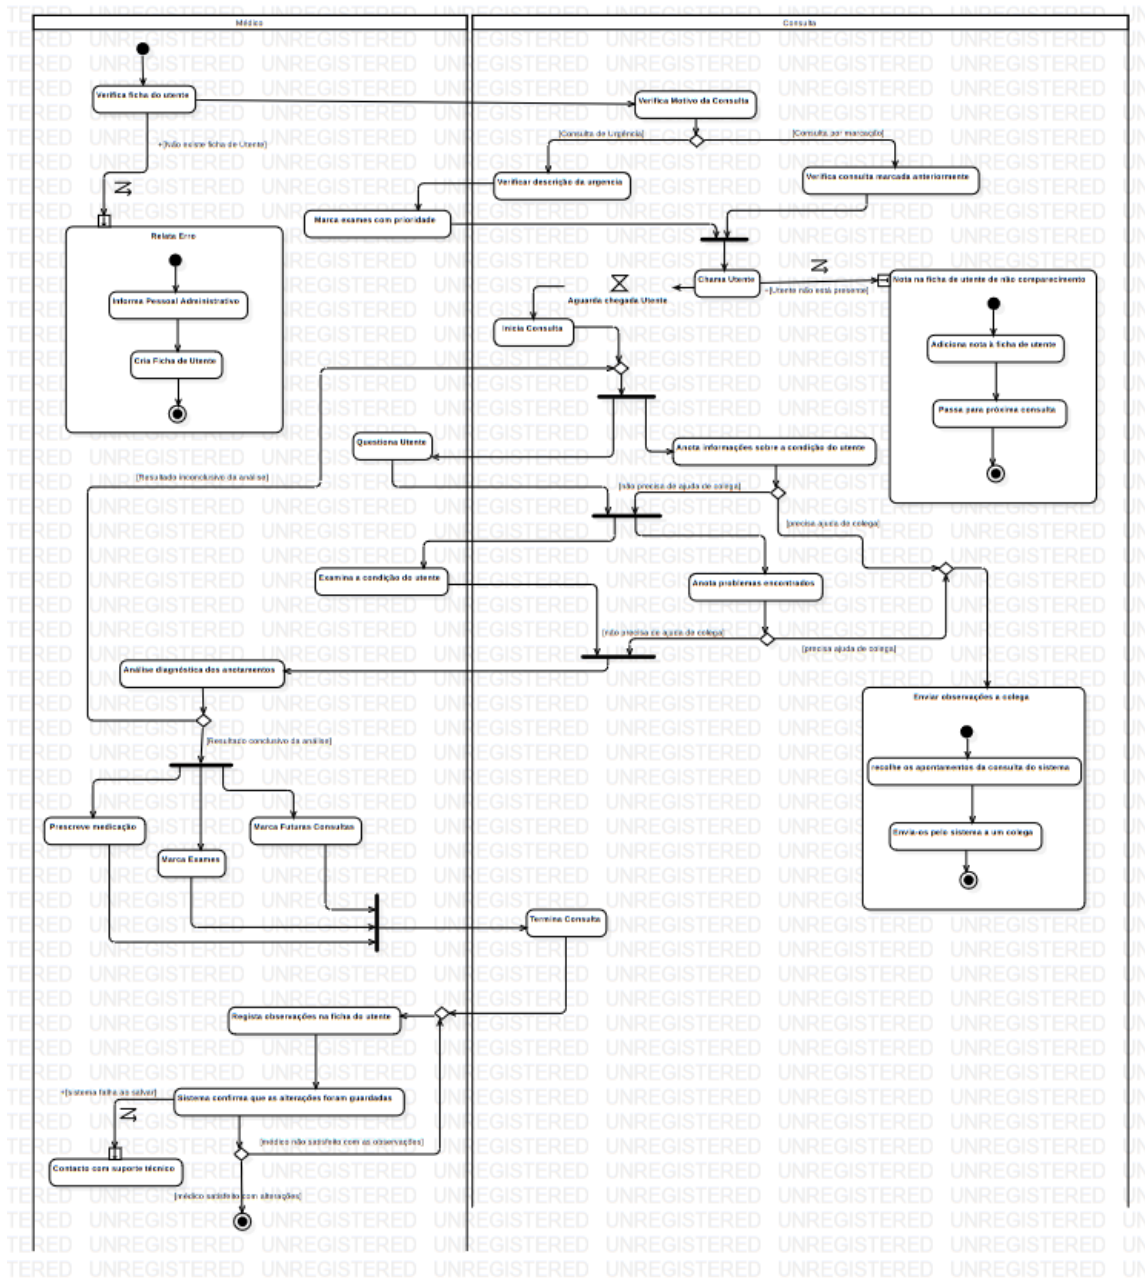 Médico
Consulta
Verifica ficha do utente
Verifica Motivo da Consulta
+[Não existe ficha de Utente]
[Consulta de Urgência]
[Consulta por marcação]
Verificar descrição da urgencia
Verifica consulta marcada anteriormente
Marca exames com prioridade
Relata Erro
Informa Pessoal Administrativo
Cria Ficha de Utente
Chama Utente
+[Utente não está presente]
Aguarda chegada Utente
Inicia Consulta
Nota na ficha de utente de não comparecimento
Adiciona nota à ficha de utente
Passa para próxima consulta
Questiona Utente
Anota informações sobre a condição do utente
[Resultado inconclusivo da análise]
[não precisa de ajuda de colega]
[precisa ajuda de colega]
Examina a condição do utente
Anota problemas encontrados
[não precisa de ajuda de colega]
[precisa ajuda de colega]
Análise diagnóstica dos anotamentos
[Resultado conclusivo da análise]
Enviar observações a colega
recolhe os apontamentos da consulta do sistema
Envia-os pelo sistema a um colega
Prescreve medicação
Marca Exames
Marca Futuras Consultas
Termina Consulta
Regista observações na ficha do utente
+[sistema falha ao salvar]
Sistema confirma que as alterações foram guardadas
[médico não satisfeito com as observações]
Contacto com suporte técnico
[médico satisfeito com alterações]
UNREGISTERED